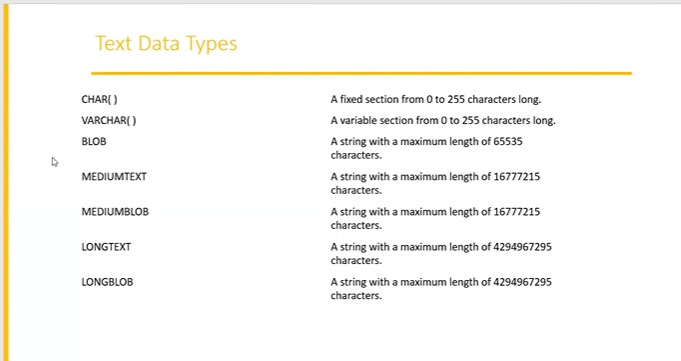 Text Data Types
CHAR( ) A fixed section from 0 to 255 characters long.
VARCHAR( ) A variable section from 0 to 255 characters long.
BLOB A string with a maximum length of 65535
characters.
MEDIUMTEXT A string with a maximum length of 16777215
characters.
MEDIUMBLOB A string with a maximum length of 16777215
characters.
LONGTEXT A string with a maximum length of 4294967295
characters.
LONGBLOB A string with a maximum length of 4294967295
characters.